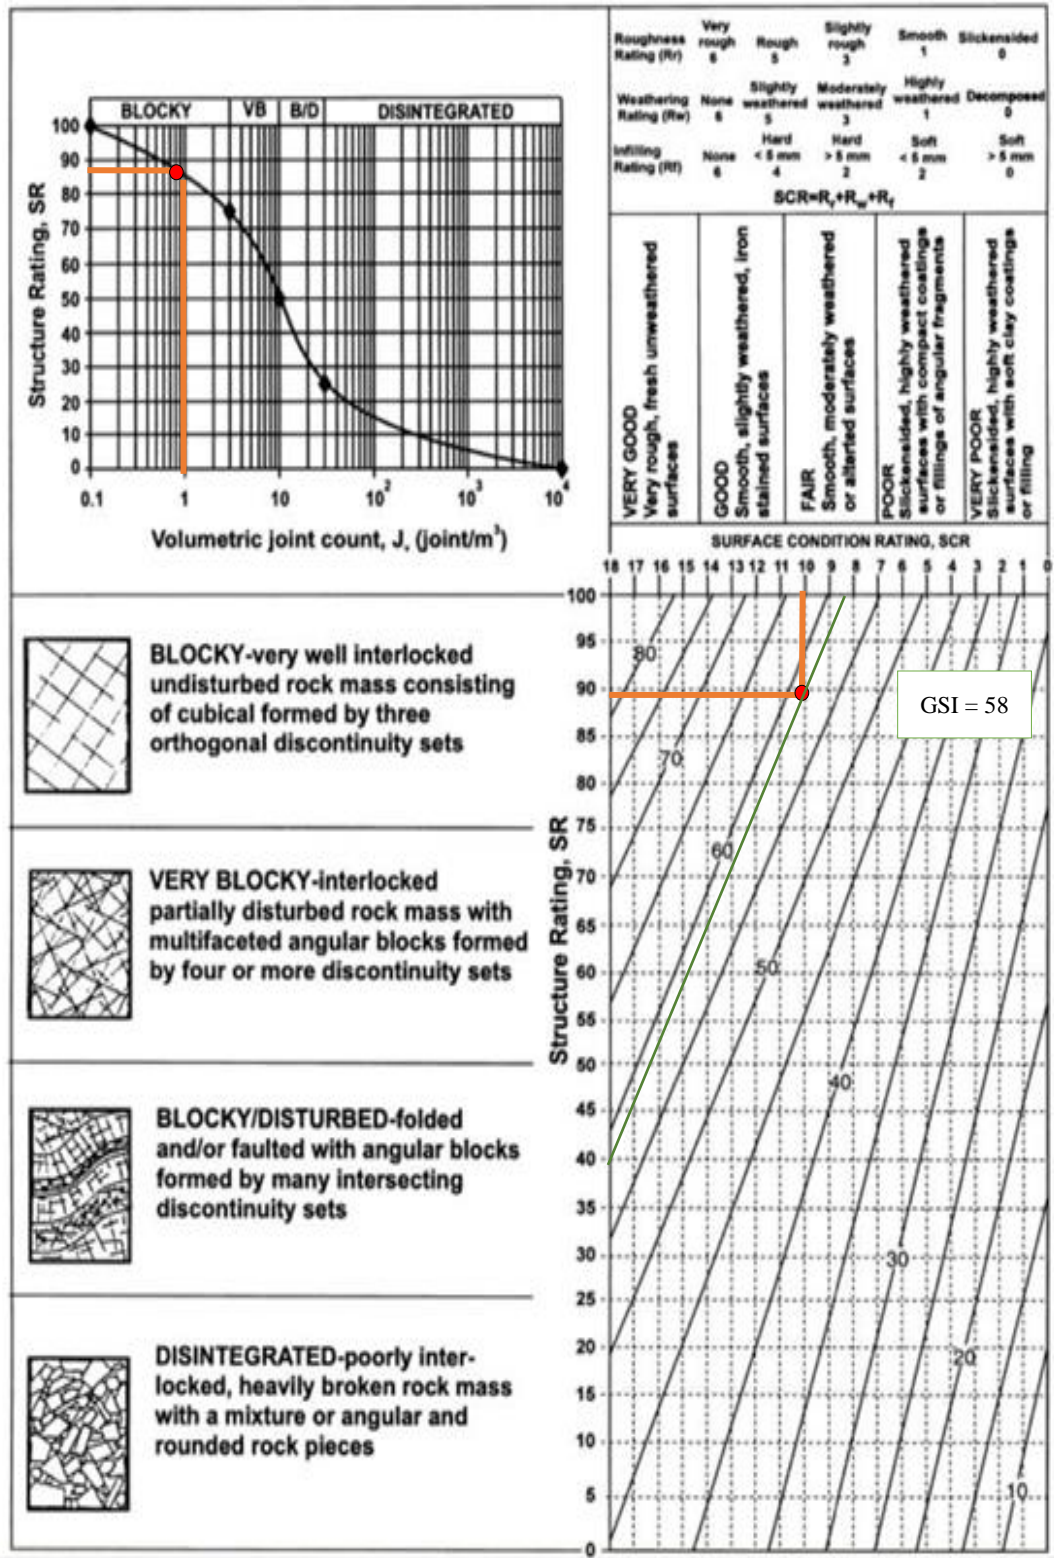 BLOCKY
VB
B/D
DISINTEGRATED
100
90
80
70
60
50
40
30
20
10
0
Structure Rating, SR
0.1
1
10
10²
10³
10⁴
Volumetric joint count, Jᵥ (joint/m³)
Roughness
Rating (Rr)
Very
rough
6
Rough
5
Slightly
rough
3
Smooth
1
Slickensided
0
Weathering
Rating (Rw)
None
6
Slightly
weathered
5
Moderately
weathered
3
Highly
weathered
1
Decomposed
0
Infilling
Rating (Rf)
None
6
Hard
< 5 mm
4
Hard
> 5 mm
2
Soft
< 5 mm
2
Soft
> 5 mm
0
SCR=Rr+Rw+Rf
VERY GOOD
Very rough, fresh unweathered
surfaces
GOOD
Smooth, slightly weathered, iron
stained surfaces
FAIR
Smooth, moderately weathered
or alterted surfaces
POOR
Slickensided, highly weathered
surfaces with compact coatings
or fillings of angular fragments
VERY POOR
Slickensided, highly weathered
surfaces with soft clay coatings
or filling
SURFACE CONDITION RATING, SCR
18 17 16 15 14 13 12 11 10 9 8 7 6 5 4 3 2 1 0
BLOCKY-very well interlocked
undisturbed rock mass consisting
of cubical formed by three
orthogonal discontinuity sets
VERY BLOCKY-interlocked
partially disturbed rock mass with
multifaceted angular blocks formed
by four or more discontinuity sets
BLOCKY/DISTURBED-folded
and/or faulted with angular blocks
formed by many intersecting
discontinuity sets
DISINTEGRATED-poorly inter-
locked, heavily broken rock mass
with a mixture or angular and
rounded rock pieces
Structure Rating, SR
100
95
90
85
80
75
70
65
60
55
50
45
40
35
30
25
20
15
10
5
0
80
70
60
50
40
30
20
10
GSI = 58